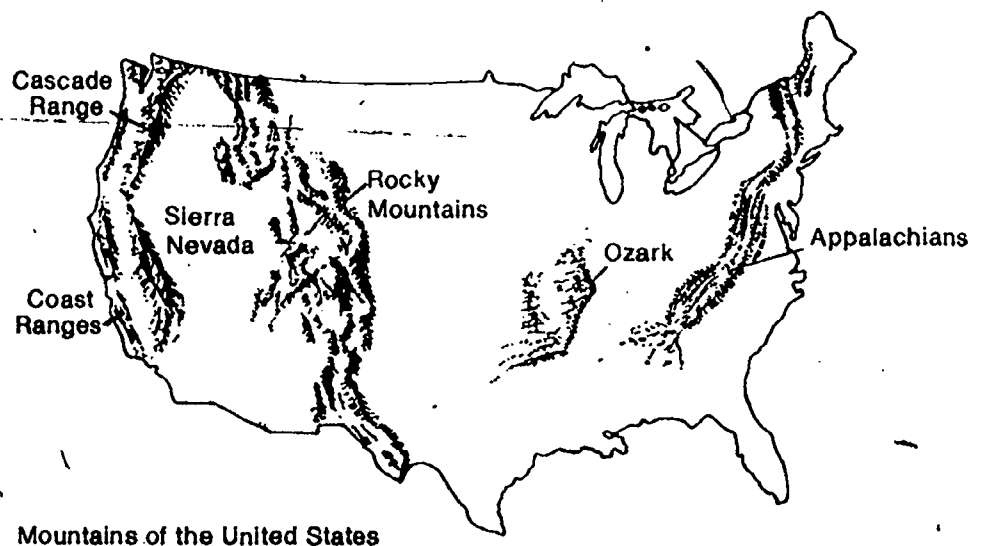 Cascade
Range
Rocky
Mountains
Sierra
Nevada
Ozark
Appalachians
Coast
Ranges
Mountains of the United States